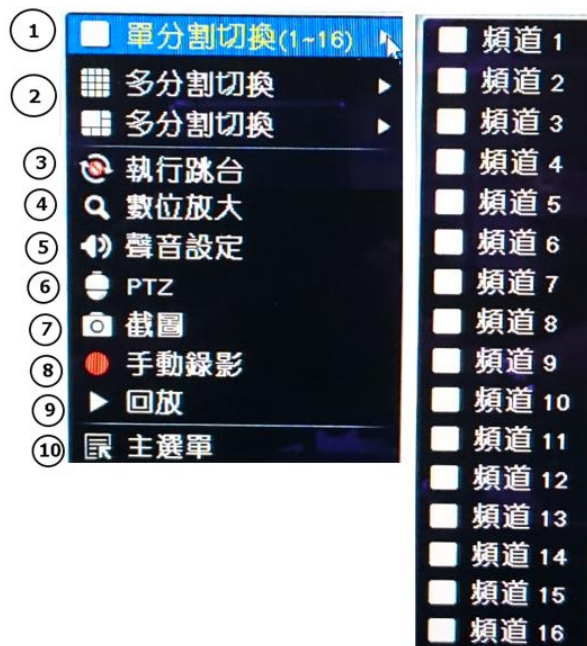 1 單分割切換(1~16)
2 多分割切換
多分割切換
3 執行跳台
4 數位放大
5 聲音設定
6 PTZ
7 截圖
8 手動錄影
9 回放
10 主選單
頻道 1
頻道 2
頻道 3
頻道 4
頻道 5
頻道 6
頻道 7
頻道 8
頻道 9
頻道 10
頻道 11
頻道 12
頻道 13
頻道 14
頻道 15
頻道 16